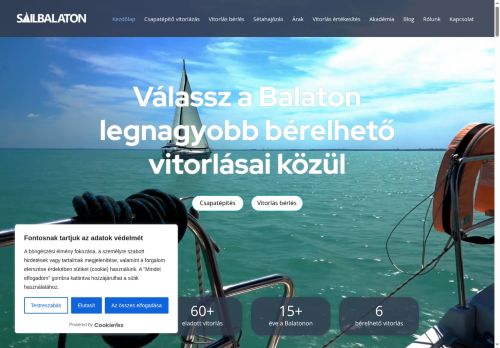 SAILBALATON
Kezdőlap Csapatépítő vitorlázás Vitorlás bérlés Sétahajózás Árak Vitorlás értékesítés Akadémia Blog Rólunk Kapcsolat
Válassz a Balaton
legnagyobb bérelhető
vitorlásai közül
Csapatépítés Vitorlás bérlés
Fontosnak tartjuk az adatok védelmét
A böngészési élmény fokozása, a személyre szabott
hirdetések vagy tartalmak megjelenítése, valamint a forgalom
elemzése érdekében sütiket (cookie) használunk. A "Mindet
elfogadom" gombra kattintva hozzájárulhat a sütik
használatához.
Testreszabás Elutasít Az összes elfogadása
Powered by CookieYes
60+
eladott vitorlás
15+
éve a Balatonon
6
bérelhető vitorlás